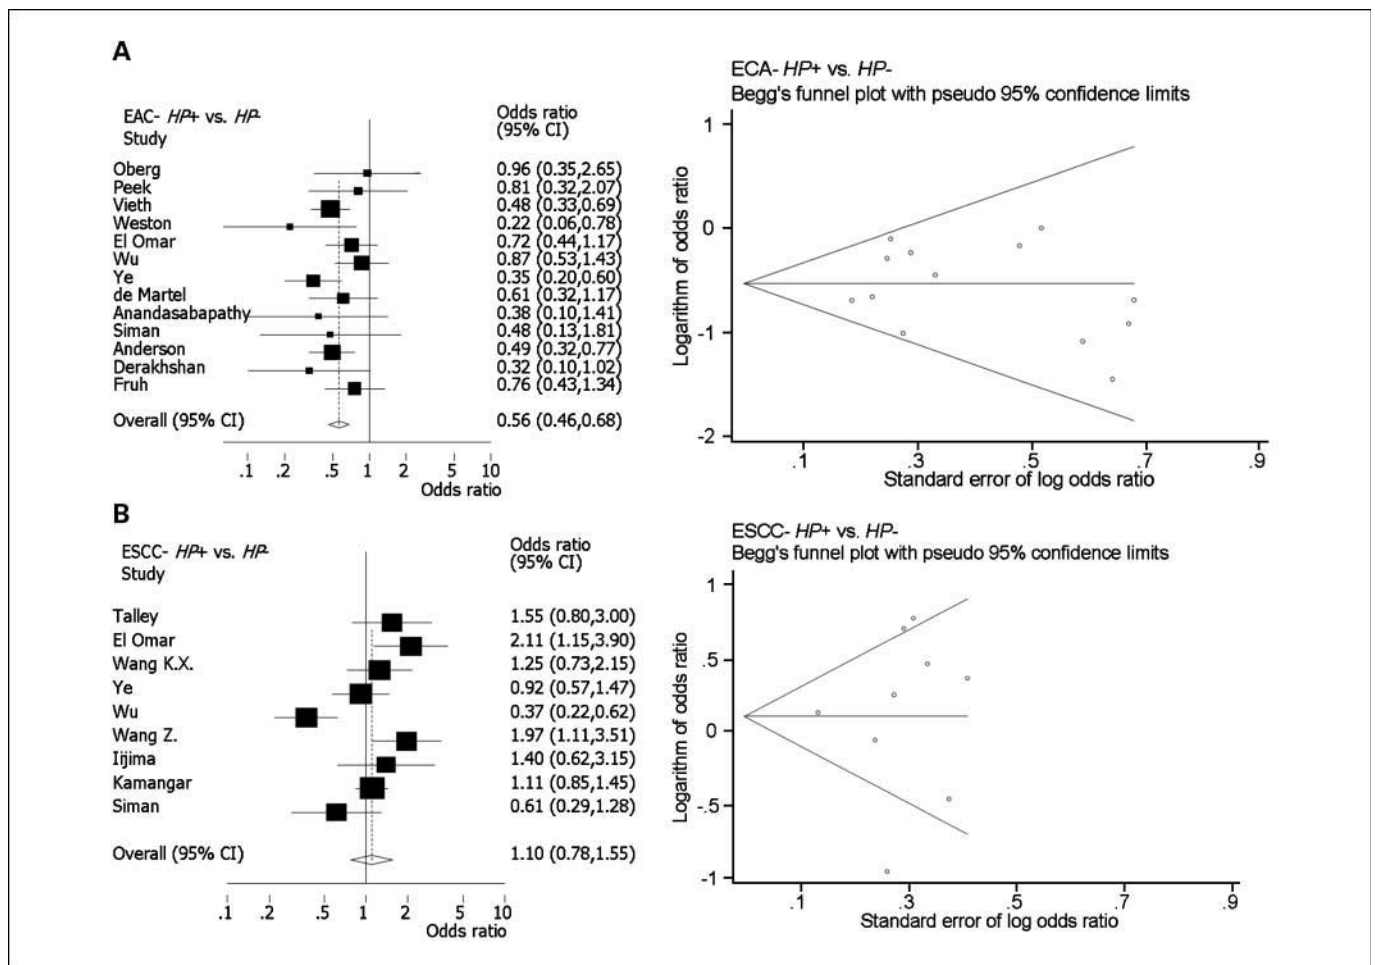 A
EAC- HP+ vs. HP-
Study
Odds ratio
(95% CI)
Oberg 0.96 (0.35,2.65)
Peek 0.81 (0.32,2.07)
Vieth 0.48 (0.33,0.69)
Weston 0.22 (0.06,0.78)
El Omar 0.72 (0.44,1.17)
Wu 0.87 (0.53,1.43)
Ye 0.35 (0.20,0.60)
de Martel 0.61 (0.32,1.17)
Anandasabapathy 0.38 (0.10,1.41)
Siman 0.48 (0.13,1.81)
Anderson 0.49 (0.32,0.77)
Derakhshan 0.32 (0.10,1.02)
Fruh 0.76 (0.43,1.34)
Overall (95% CI) 0.56 (0.46,0.68)
.1 .2 .5 1 2 5 10
Odds ratio
ECA- HP+ vs. HP-
Begg's funnel plot with pseudo 95% confidence limits
Logarithm of odds ratio
1
0
-1
-2
.1 .3 .5 .7 .9
Standard error of log odds ratio
B
ESCC- HP+ vs. HP-
Study
Odds ratio
(95% CI)
Talley 1.55 (0.80,3.00)
El Omar 2.11 (1.15,3.90)
Wang K.X. 1.25 (0.73,2.15)
Ye 0.92 (0.57,1.47)
Wu 0.37 (0.22,0.62)
Wang Z. 1.97 (1.11,3.51)
Iijima 1.40 (0.62,3.15)
Kamangar 1.11 (0.85,1.45)
Siman 0.61 (0.29,1.28)
Overall (95% CI) 1.10 (0.78,1.55)
.1 .2 .5 1 2 5 10
Odds ratio
ESCC- HP+ vs. HP-
Begg's funnel plot with pseudo 95% confidence limits
Logarithm of odds ratio
1
.5
0
-.5
-1
.1 .3 .5 .7 .9
Standard error of log odds ratio